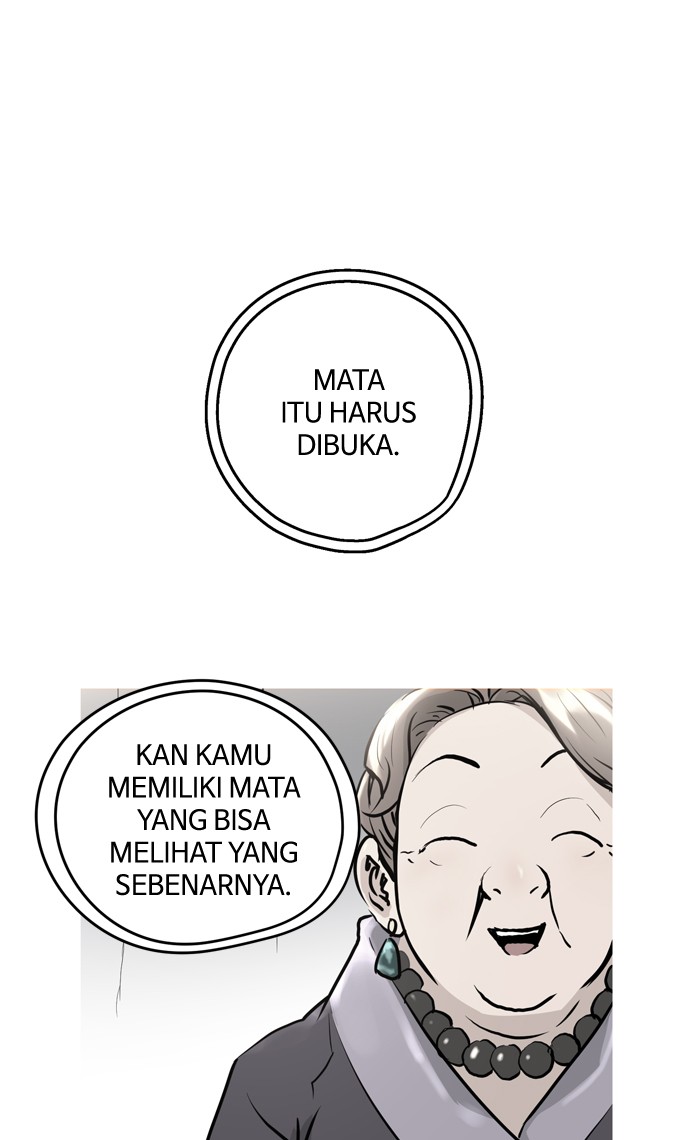 MATA
ITU HARUS
DIBUKA.
KAN KAMU
MEMILIKI MATA
YANG BISA
MELIHAT YANG
SEBENARNYA.